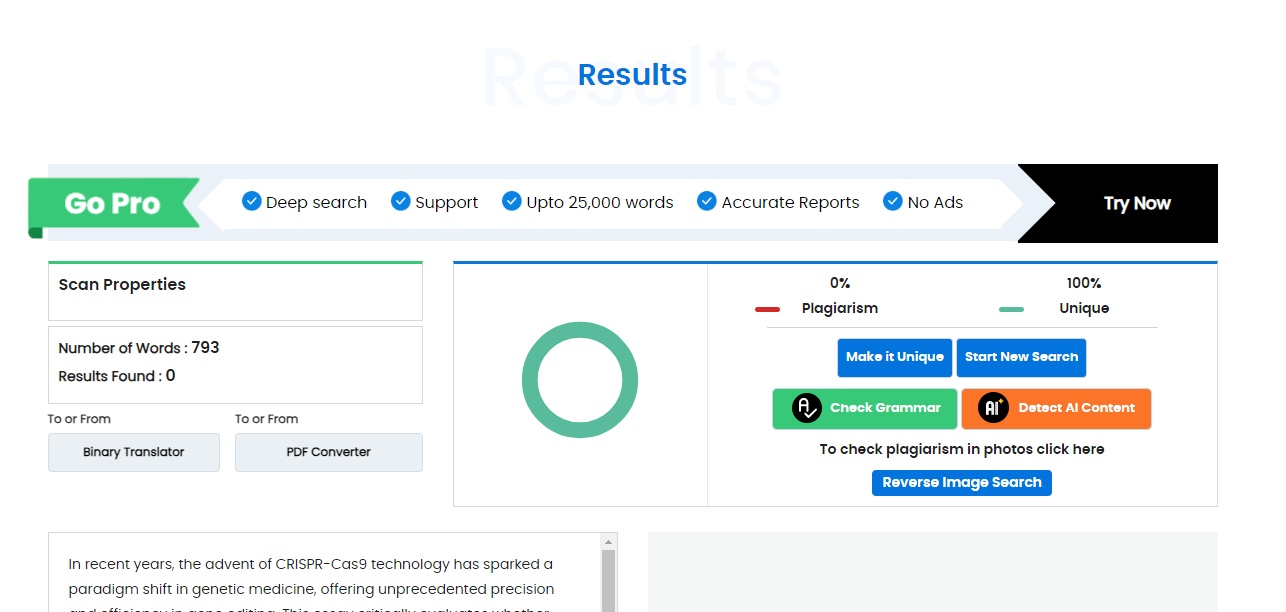 Results
Go Pro
Deep search
Support
Upto 25,000 words
Accurate Reports
No Ads
Try Now
Scan Properties
Number of Words : 793
Results Found : 0
To or From
To or From
Binary Translator
PDF Converter
0%
100%
Plagiarism
Unique
Make it Unique
Start New Search
Check Grammar
AI Detect AI Content
To check plagiarism in photos click here
Reverse Image Search
In recent years, the advent of CRISPR-Cas9 technology has sparked a
paradigm shift in genetic medicine, offering unprecedented precision
and efficiency in gene editing. This essay critically evaluates whether